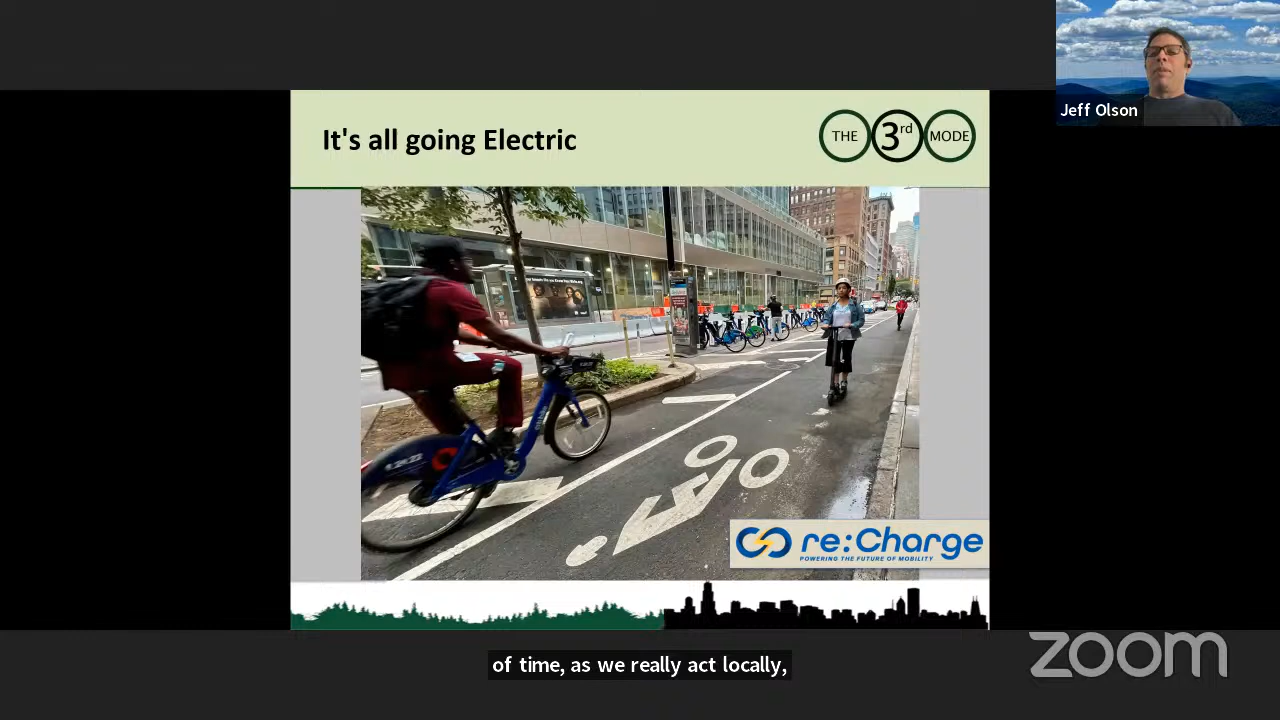 It's all going Electric
THE 3rd MODE
Jeff Olson
re:Charge
POWERING THE FUTURE OF MOBILITY
of time, as we really act locally,
zoom